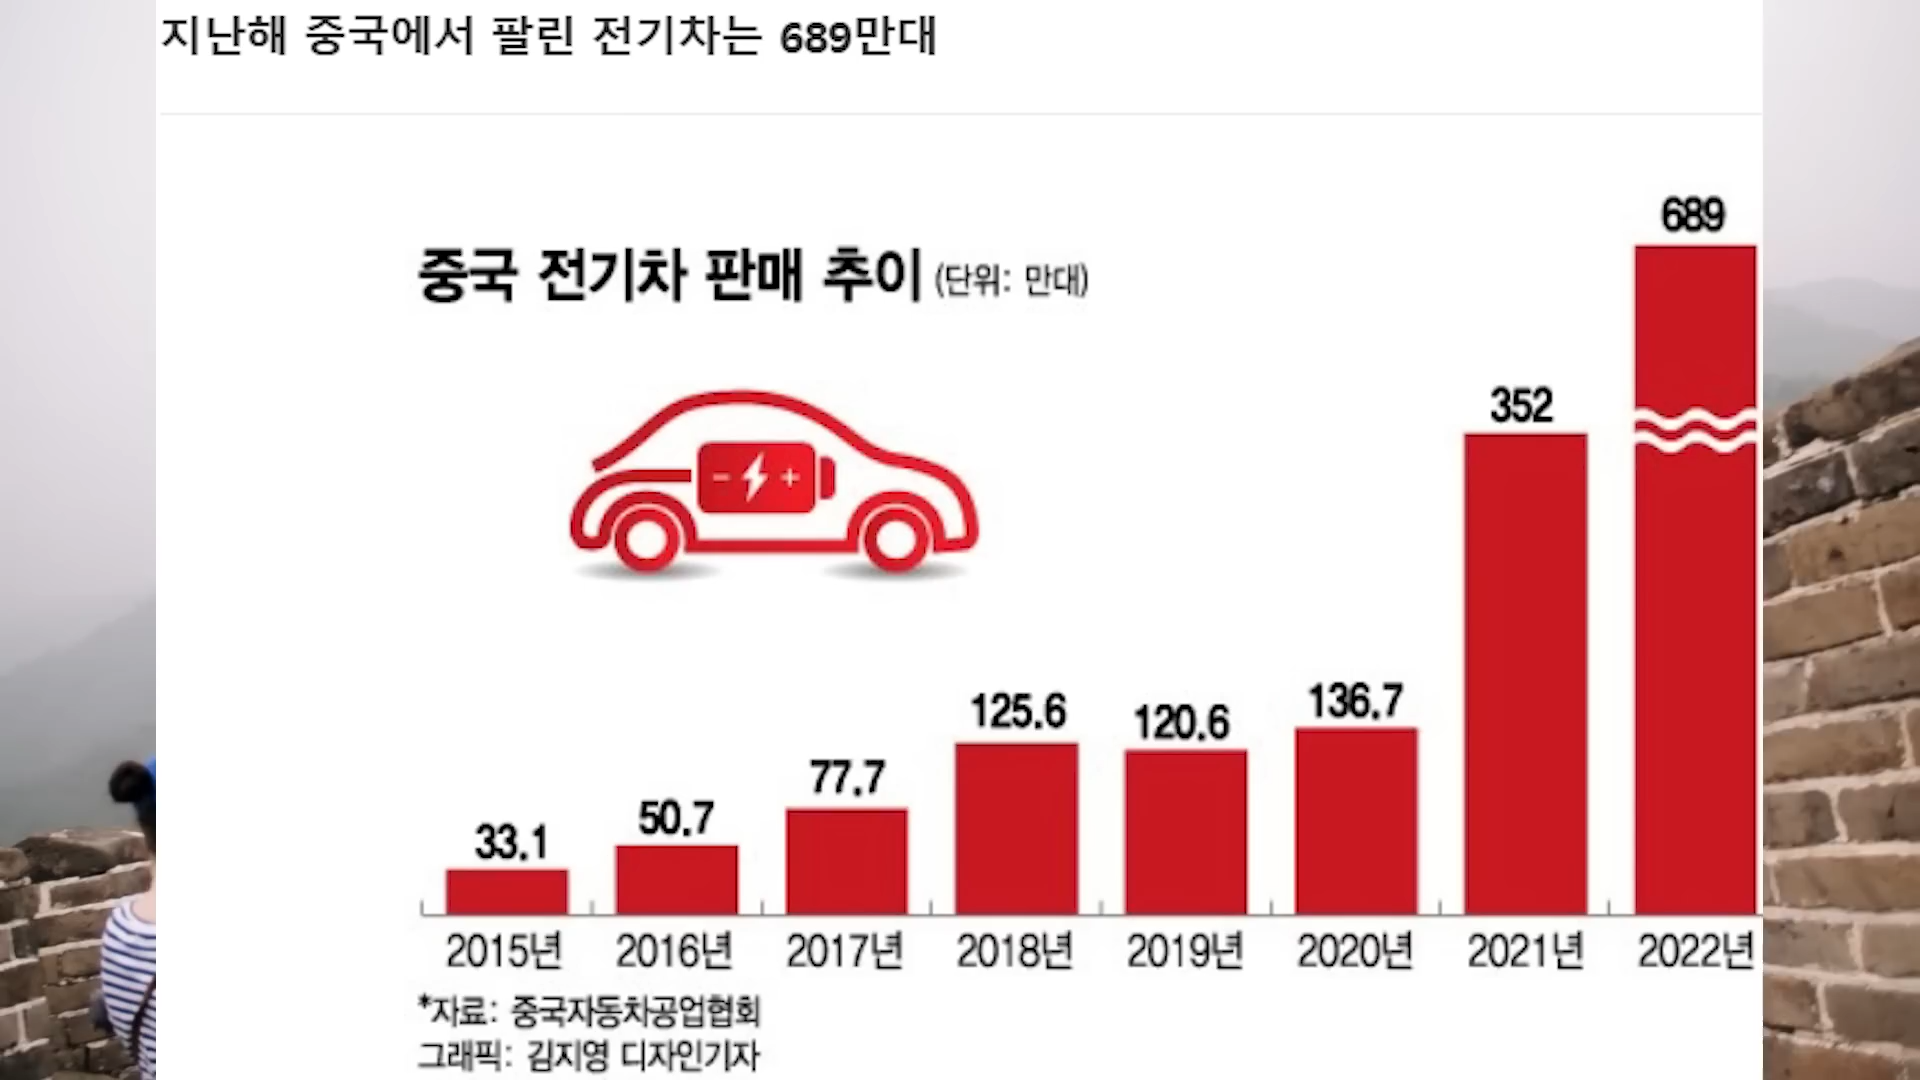 지난해 중국에서 팔린 전기차는 689만대
중국 전기차 판매 추이 (단위: 만대)
33.1
50.7
77.7
125.6
120.6
136.7
352
689
2015년
2016년
2017년
2018년
2019년
2020년
2021년
2022년
*자료: 중국자동차공업협회
그래픽: 김지영 디자인기자